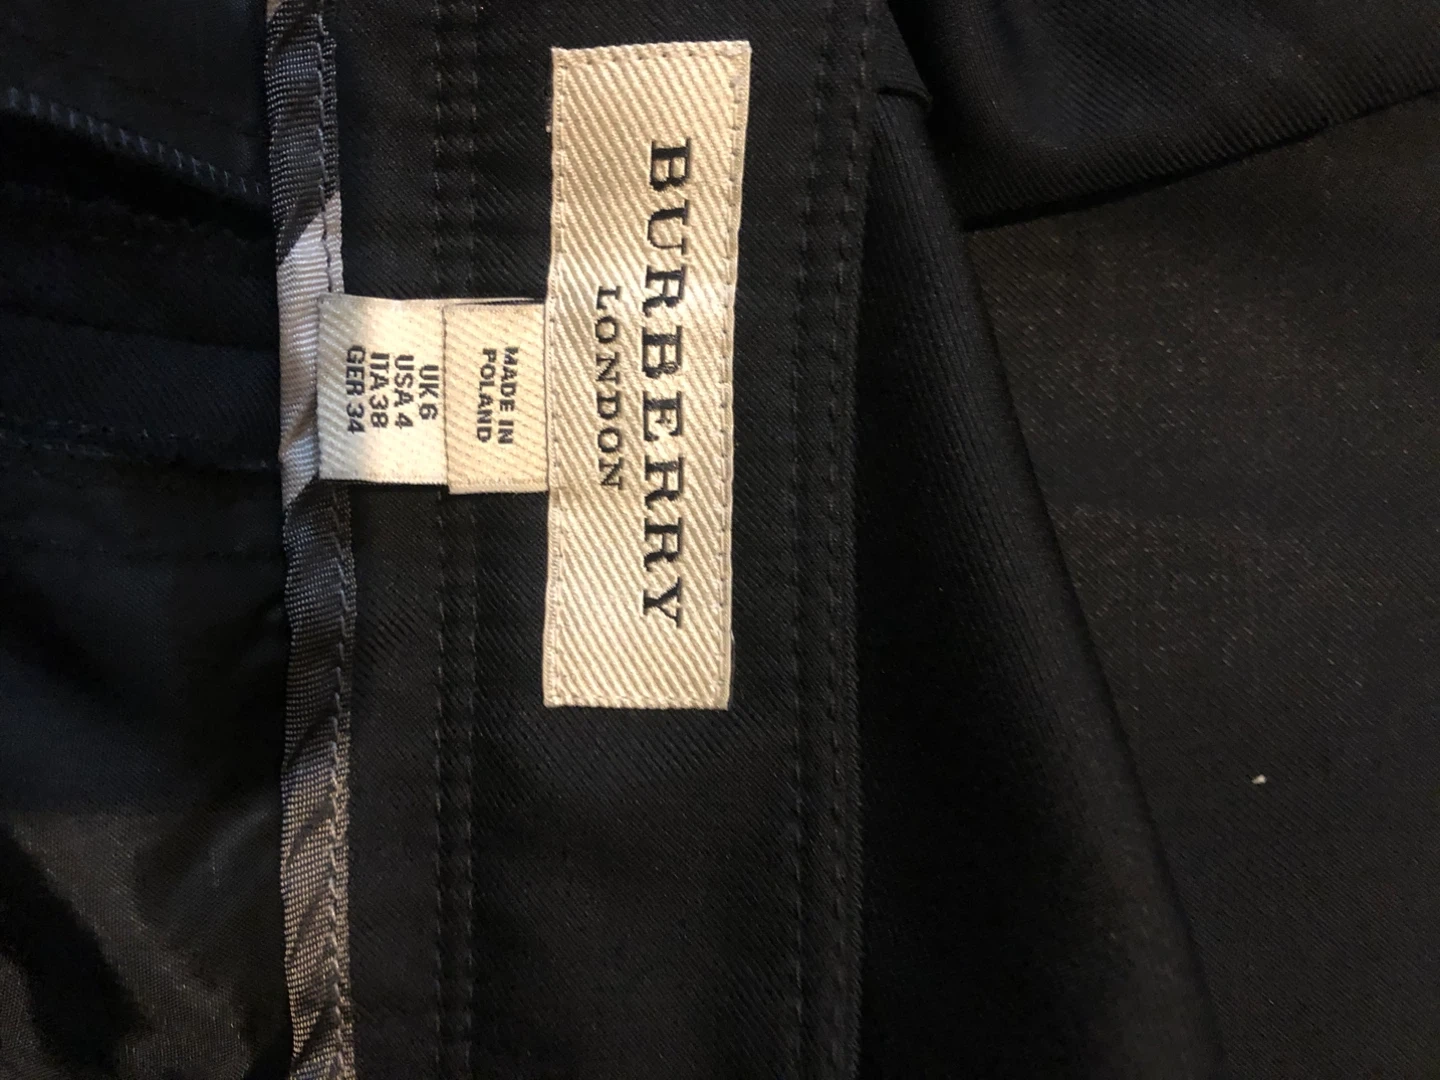 BURBERRY
LONDON
MADE IN
POLAND
UK 6
USA 4
ITA 38
GER 34